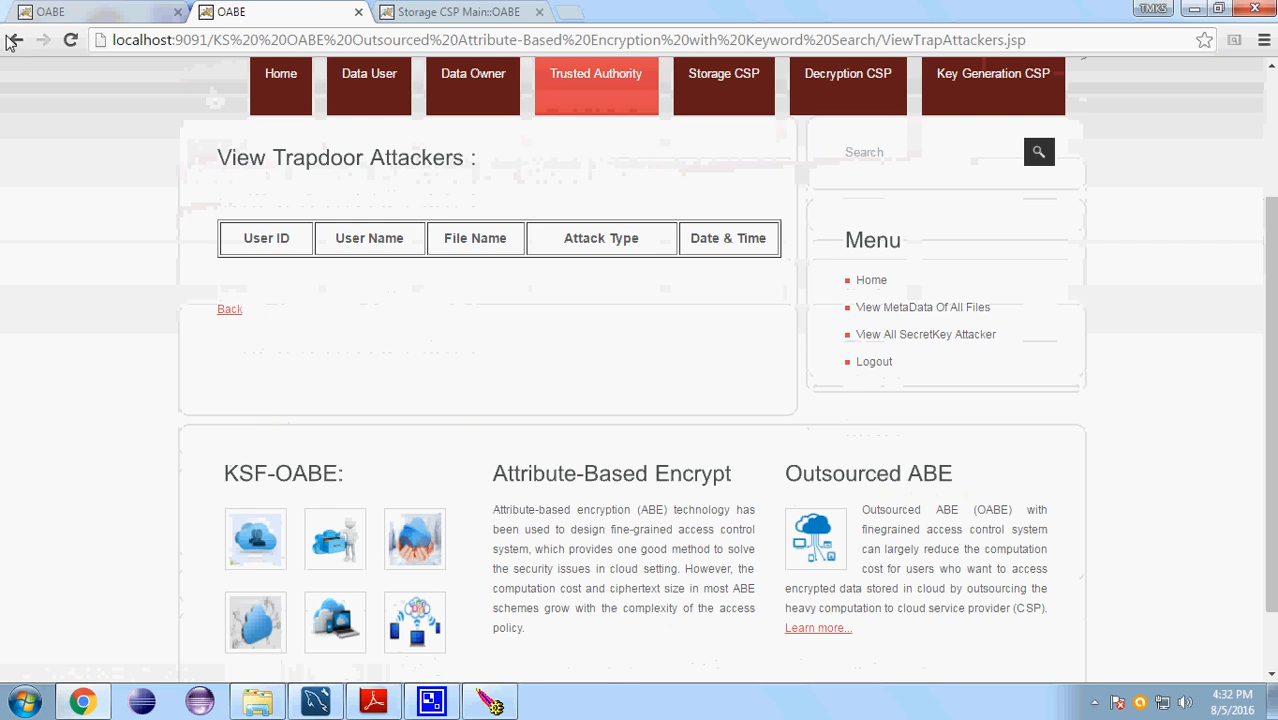 OABE
OABE
Storage CSP Main::OABE
TMKS
localhost:9091/KS%20%20OABE%20Outsourced%20Attribute-Based%20Encryption%20with%20Keyword%20Search/ViewTrapAttackers.jsp
Home
Data User
Data Owner
Trusted Authority
Storage CSP
Decryption CSP
Key Generation CSP
View Trapdoor Attackers :
User ID User Name File Name Attack Type Date & Time
Back
Search
Menu
Home
View MetaData Of All Files
View All SecretKey Attacker
Logout
KSF-OABE:
Attribute-Based Encrypt
Attribute-based encryption (ABE) technology has
been used to design fine-grained access control
system, which provides one good method to solve
the security issues in cloud setting. However, the
computation cost and ciphertext size in most ABE
schemes grow with the complexity of the access
policy.
Outsourced ABE
Outsourced ABE (OABE) with
finegrained access control system
can largely reduce the computation
cost for users who want to access
encrypted data stored in cloud by outsourcing the
heavy computation to cloud service provider (CSP).
Learn more...
4:32 PM
8/5/2016